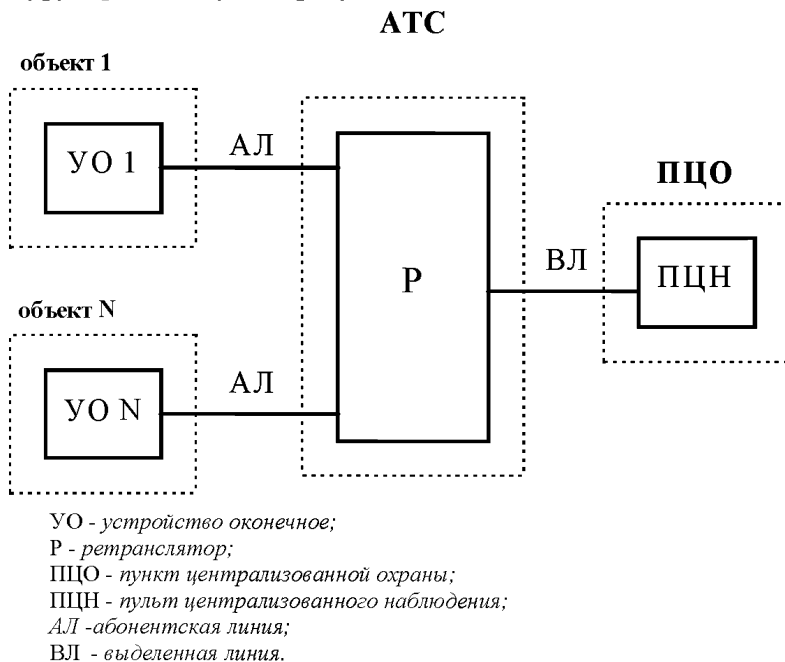 АТС
объект 1
УО 1
АЛ
ПЦО
Р
ВЛ
ПЦН
объект N
УО N
АЛ
УО - устройство оконечное;
Р - ретранслятор;
ПЦО - пункт централизованной охраны;
ПЦН - пульт централизованного наблюдения;
АЛ -абонентская линия;
ВЛ - выделенная линия.